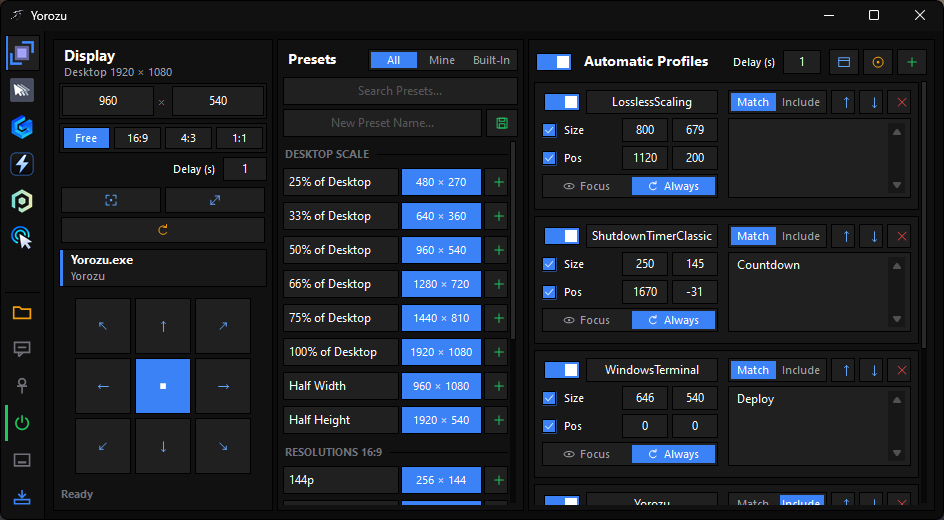 Yorozu
Display
Desktop 1920 × 1080
960 × 540
Free 16:9 4:3 1:1
Delay (s) 1
Yorozu.exe
Yorozu
Ready
Presets All Mine Built-In
Search Presets...
New Preset Name...
DESKTOP SCALE
25% of Desktop 480 × 270
33% of Desktop 640 × 360
50% of Desktop 960 × 540
66% of Desktop 1280 × 720
75% of Desktop 1440 × 810
100% of Desktop 1920 × 1080
Half Width 960 × 1080
Half Height 1920 × 540
RESOLUTIONS 16:9
144p 256 × 144
Automatic Profiles Delay (s) 1
LosslessScaling Match Include
Size 800 679
Pos 1120 200
Focus Always
ShutdownTimerClassic Match Include
Size 250 145
Countdown
Pos 1670 -31
Focus Always
WindowsTerminal Match Include
Size 646 540
Deploy
Pos 0 0
Focus Always
Yorozu Match Include